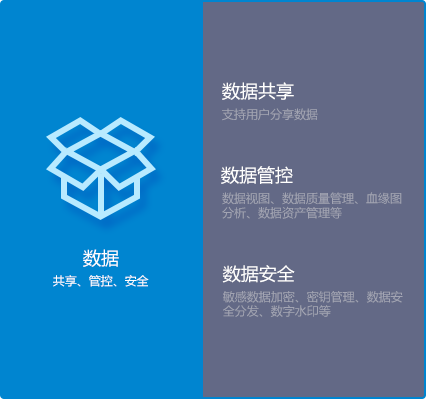 数据
共享、管控、安全
数据共享
支持用户分享数据
数据管控
数据视图、数据质量管理、血缘图
分析、数据资产管理等
数据安全
敏感数据加密、密钥管理、数据安
全分发、数字水印等